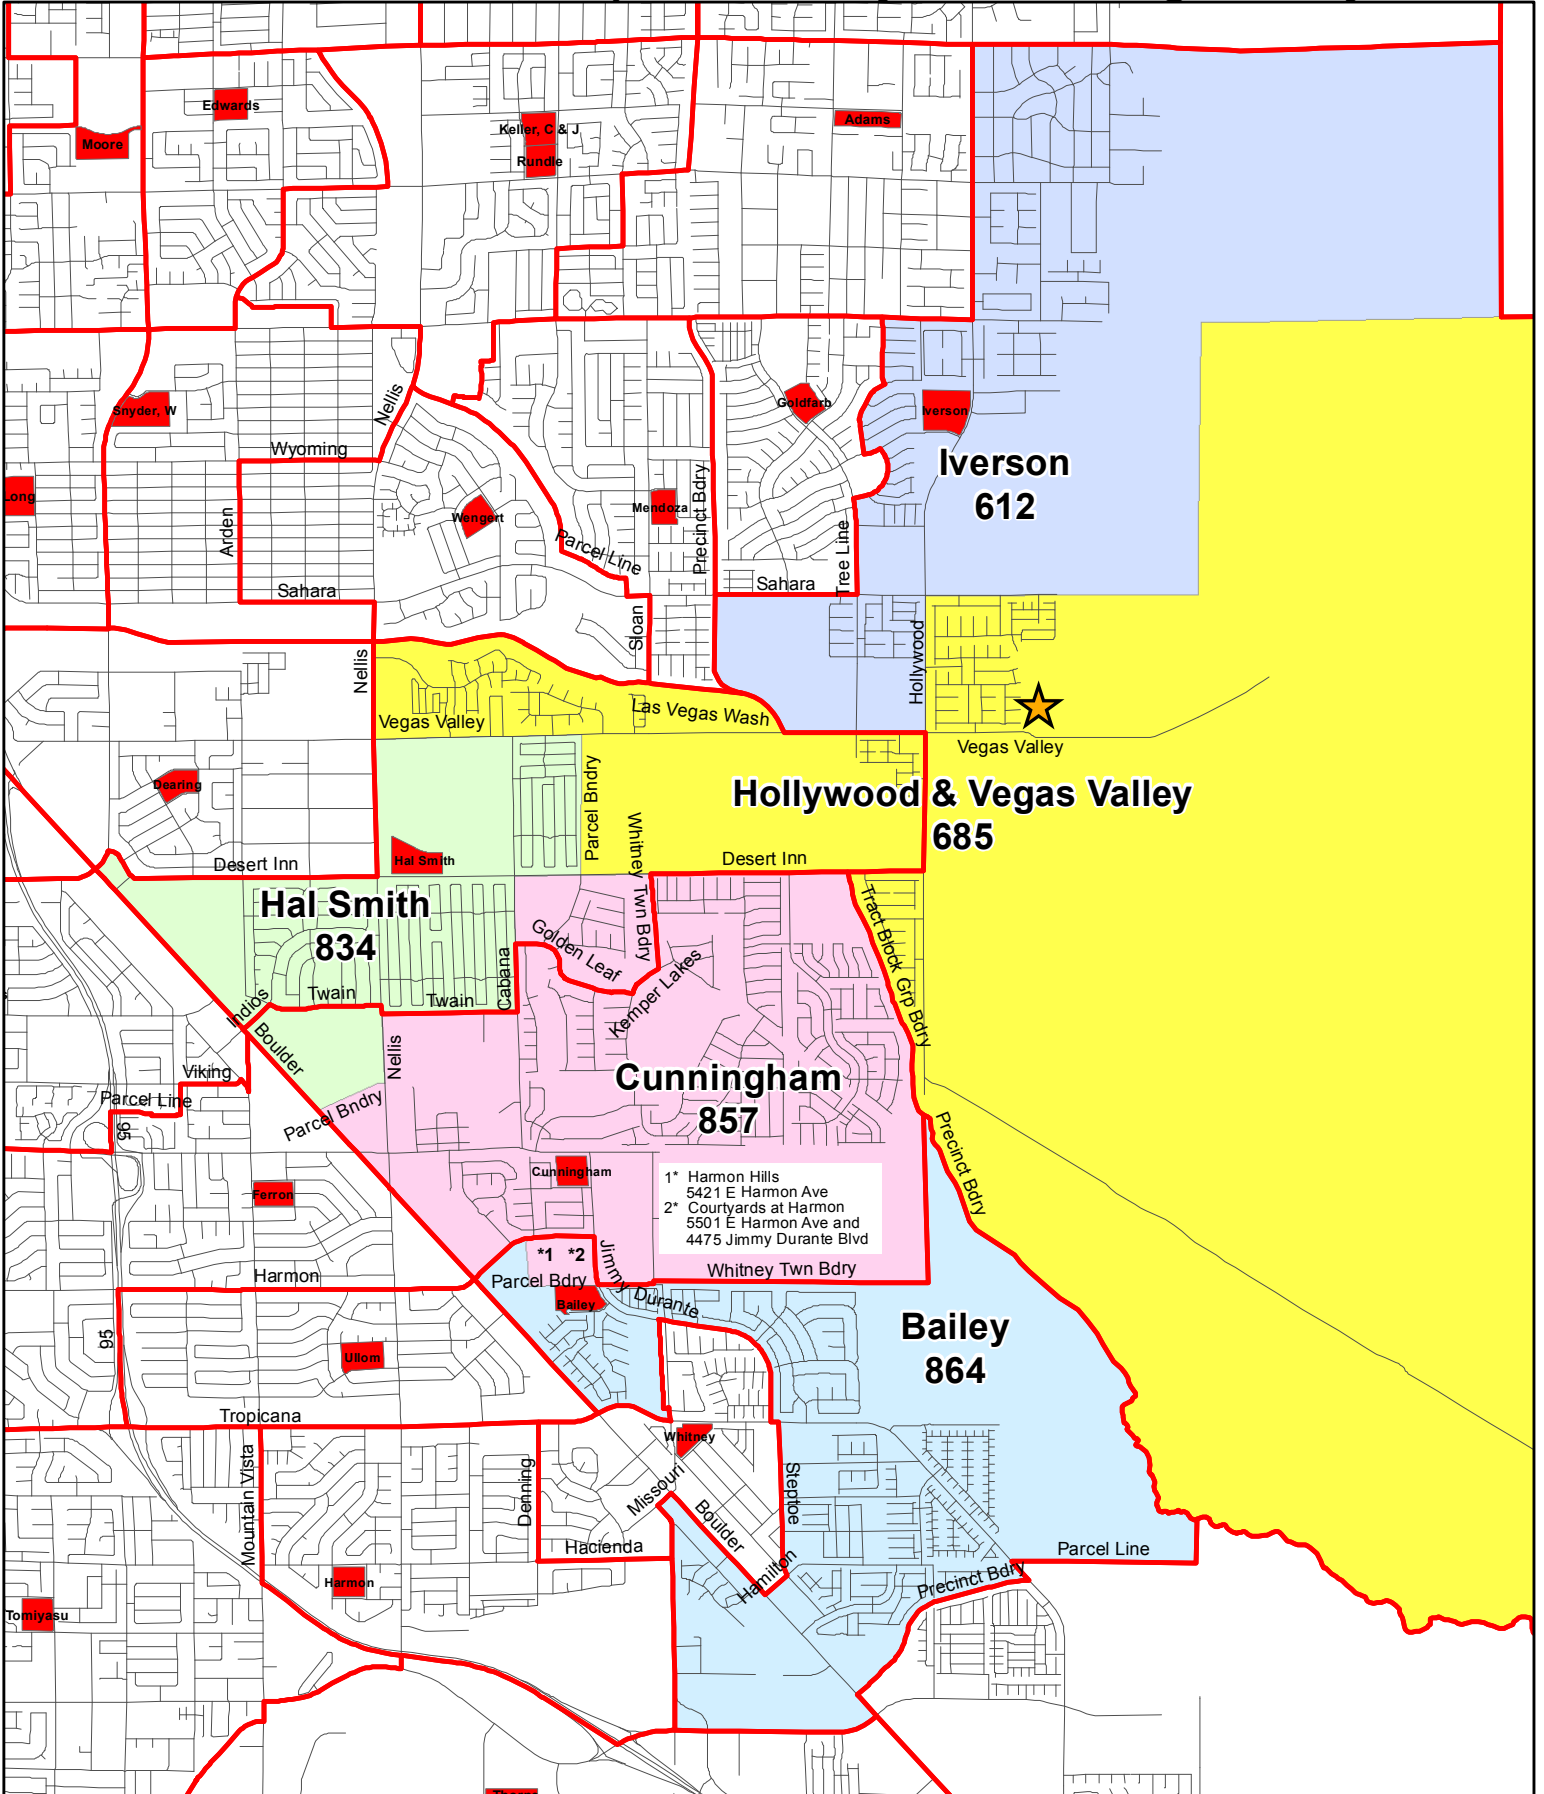 Edwards
Moore
Keller, C & J
Rundle
Adams
Snyder, W
Nellis
Goldfarb
Iverson
Wyoming
Iverson
612
Long
Arden
Wengert
Mendoza
Precinct Bdry
Parcel Line
Tree Line
Sahara
Sahara
Sloan
Hollywood
Nellis
Vegas Valley
Las Vegas Wash
Vegas Valley
Dearing
Parcel Bndry
Hollywood & Vegas Valley
685
Whitney Twn Bdry
Desert Inn
Hal Smith
Desert Inn
Hal Smith
834
Tract Block Grp Bdry
Golden Leaf
Cabana
Kemper Lakes
Twain
Twain
Indios
Boulder
Nellis
Viking
Cunningham
857
Parcel Line
Parcel Bndry
95
Precinct Bdry
Cunningham
Ferron
1* Harmon Hills
5421 E Harmon Ave
2* Courtyards at Harmon
5501 E Harmon Ave and
4475 Jimmy Durante Blvd
*1 *2
Jimmy Durante
Harmon
Parcel Bdry
Whitney Twn Bdry
Bailey
Bailey
864
95
Ullom
Tropicana
Whitney
Mountain Vista
Denning
Missouri
Boulder
Steptoe
Hacienda
Parcel Line
Hamilton
Precinct Bdry
Harmon
Tomiyasu